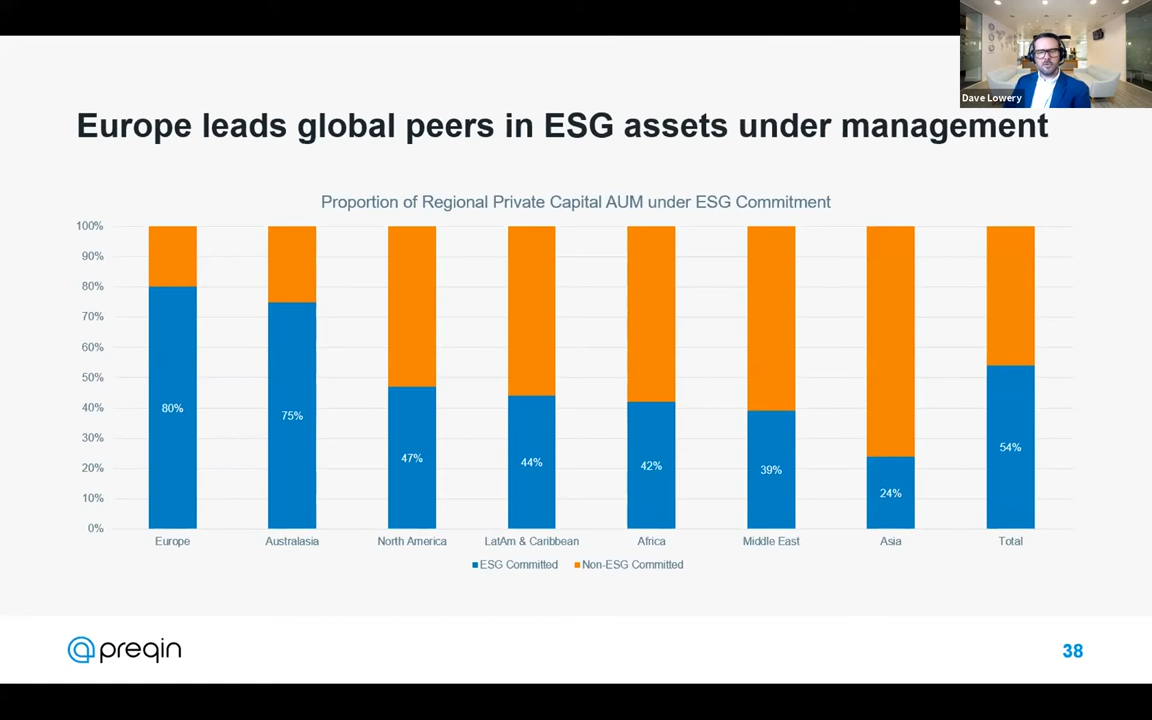 Dave Lowery
Europe leads global peers in ESG assets under management
Proportion of Regional Private Capital AUM under ESG Commitment
100%
90%
80%
70%
60%
50%
40%
30%
20%
10%
0%
80%
75%
47%
44%
42%
39%
24%
54%
Europe
Australasia
North America
LatAm & Caribbean
Africa
Middle East
Asia
Total
ESG Committed
Non-ESG Committed
preqin
38